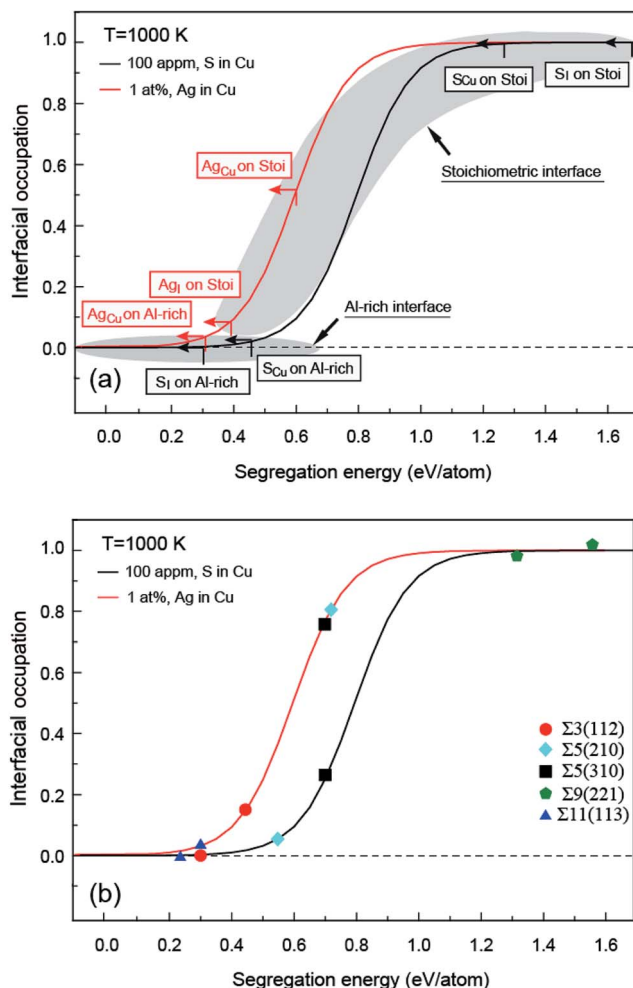 T=1000 K
100 appm, S in Cu
1 at%, Ag in Cu
S_Cu on Stoi
S_I on Stoi
Ag_Cu on Stoi
Stoichiometric interface
Ag_I on Stoi
Ag_Cu on Al-rich
Al-rich interface
S_I on Al-rich
S_Cu on Al-rich
(a)
Interfacial occupation
1.0
0.8
0.6
0.4
0.2
0.0
0.0 0.2 0.4 0.6 0.8 1.0 1.2 1.4 1.6
Segregation energy (eV/atom)
T=1000 K
100 appm, S in Cu
1 at%, Ag in Cu
Σ3(112)
Σ5(210)
Σ5(310)
Σ9(221)
Σ11(113)
(b)
Interfacial occupation
1.0
0.8
0.6
0.4
0.2
0.0
0.0 0.2 0.4 0.6 0.8 1.0 1.2 1.4 1.6
Segregation energy (eV/atom)